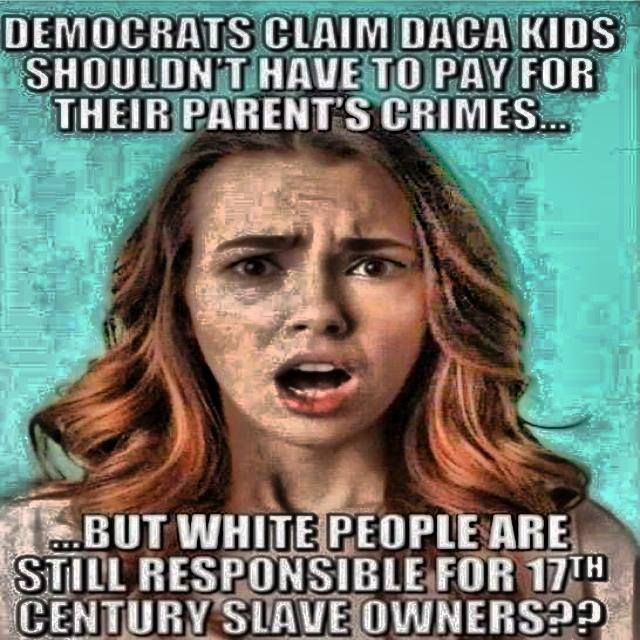 DEMOCRATS CLAIM DACA KIDS
SHOULDN'T HAVE TO PAY FOR
THEIR PARENT'S CRIMES...
...BUT WHITE PEOPLE ARE
STILL RESPONSIBLE FOR 17TH
CENTURY SLAVE OWNERS??